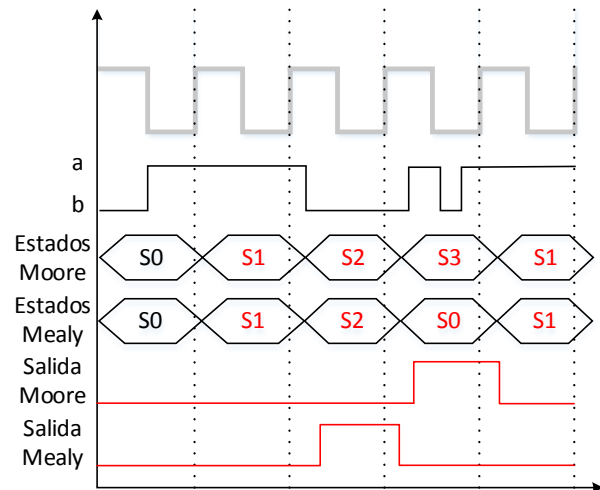 a
b
Estados
Moore
S0 S1 S2 S3 S1
Estados
Mealy
S0 S1 S2 S0 S1
Salida
Moore
Salida
Mealy